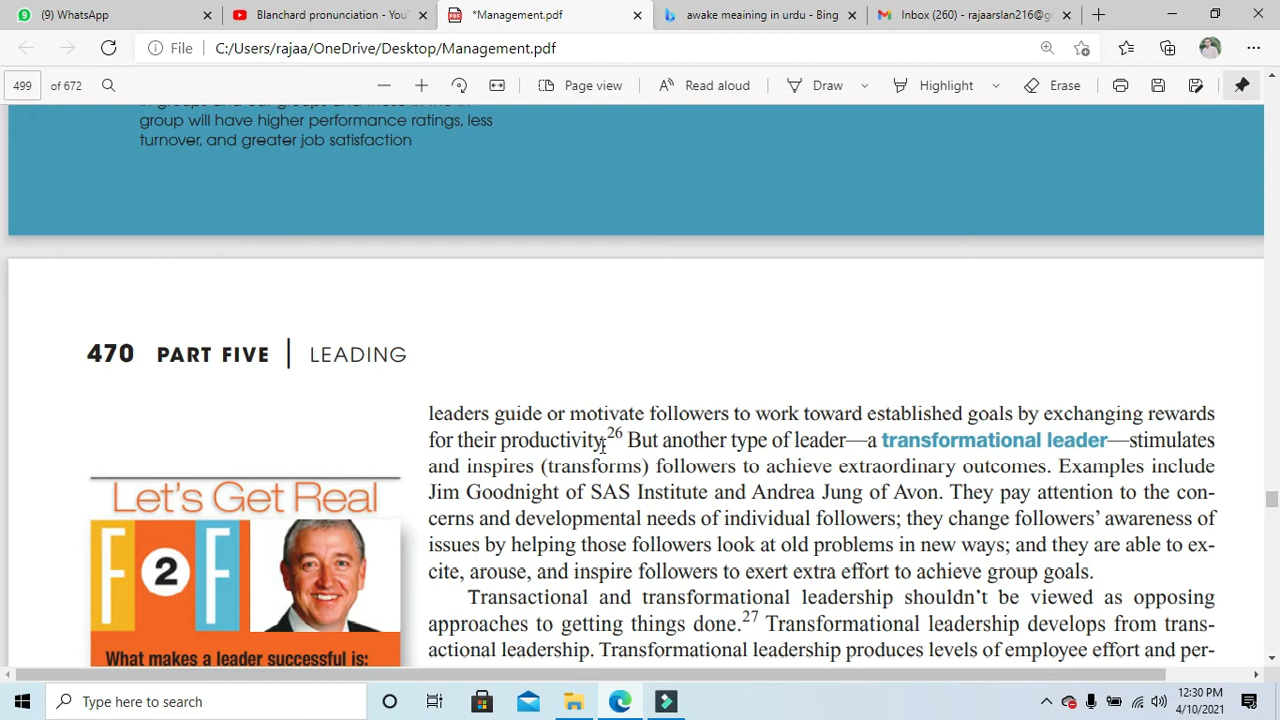 (9) WhatsApp
Blanchard pronunciation - YouT
*Management.pdf
awake meaning in urdu - Bing
Inbox (260) - rajaarslan216@gm
File
C:/Users/rajaa/OneDrive/Desktop/Management.pdf
499 of 672
Page view
Read aloud
Draw
Highlight
Erase
group will have higher performance ratings, less
turnover, and greater job satisfaction
470 PART FIVE | LEADING
leaders guide or motivate followers to work toward established goals by exchanging rewards
for their productivity.26 But another type of leader—a transformational leader—stimulates
and inspires (transforms) followers to achieve extraordinary outcomes. Examples include
Jim Goodnight of SAS Institute and Andrea Jung of Avon. They pay attention to the con-
cerns and developmental needs of individual followers; they change followers' awareness of
issues by helping those followers look at old problems in new ways; and they are able to ex-
cite, arouse, and inspire followers to exert extra effort to achieve group goals.
Transactional and transformational leadership shouldn't be viewed as opposing
approaches to getting things done.27 Transformational leadership develops from trans-
actional leadership. Transformational leadership produces levels of employee effort and per-
Let's Get Real
F 2 F
What makes a leader successful is:
Type here to search
12:30 PM
4/10/2021